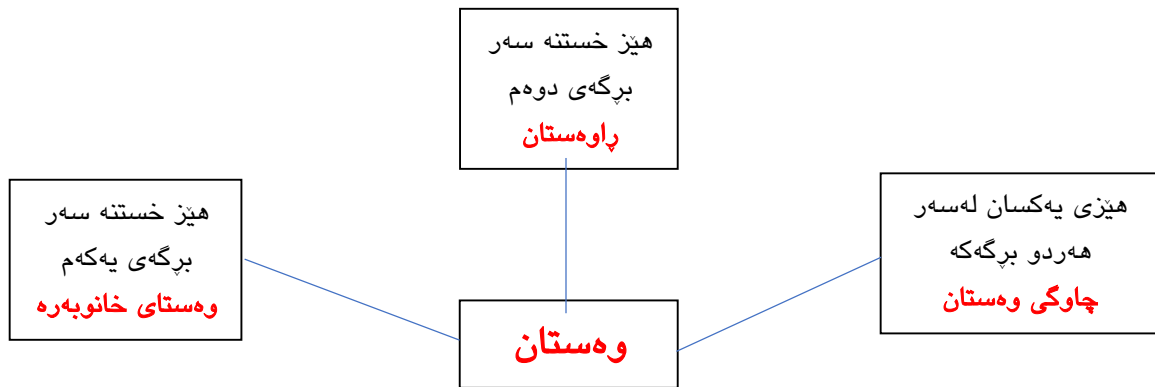 هێز خستنە سەر
بڕگەی دوەم
ڕاوەستان
هێزی یەکسان لەسەر
هەردو بڕگەکە
چاوگی وەستان
هێز خستنە سەر
بڕگەی یەکەم
وەستای خانوبەرە
وەستان